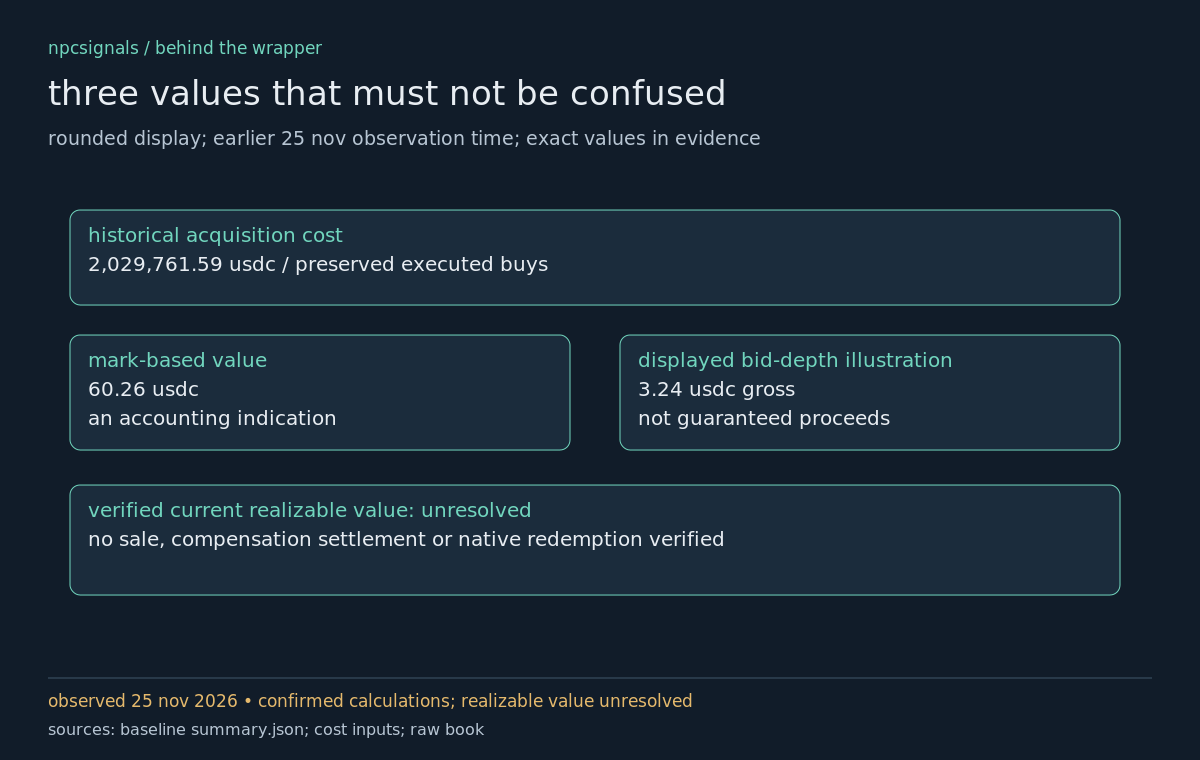 npcsignals / behind the wrapper
three values that must not be confused
rounded display; earlier 25 nov observation time; exact values in evidence
historical acquisition cost
2,029,761.59 usdc / preserved executed buys
mark-based value
60.26 usdc
an accounting indication
displayed bid-depth illustration
3.24 usdc gross
not guaranteed proceeds
verified current realizable value: unresolved
no sale, compensation settlement or native redemption verified
observed 25 nov 2026 • confirmed calculations; realizable value unresolved
sources: baseline summary.json; cost inputs; raw book